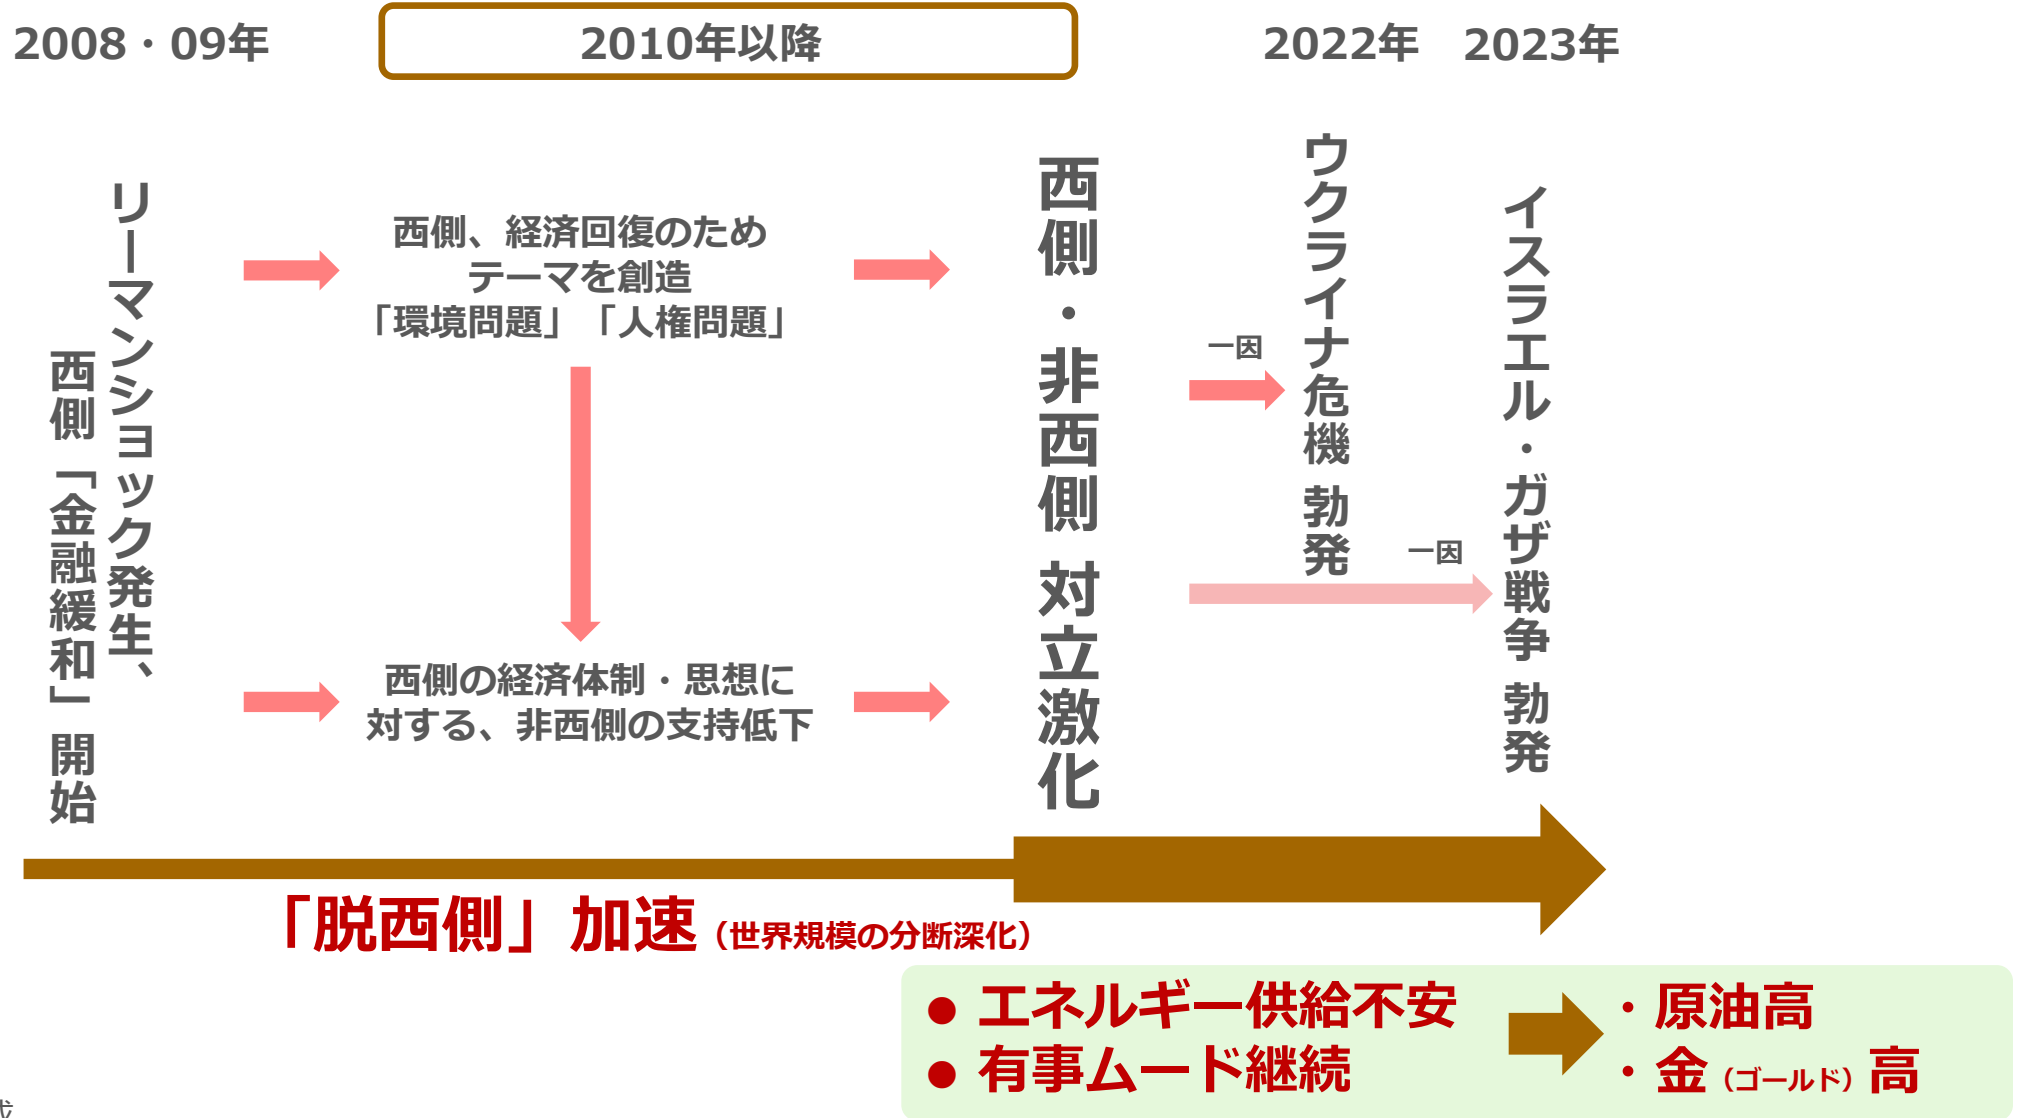 2008・09年
2010年以降
2022年
2023年
リーマンショック発生、
西側「金融緩和」開始
西側、経済回復のため
テーマを創造
「環境問題」「人権問題」
西側の経済体制・思想に
対する、非西側の支持低下
西側・非西側 対立激化
一因
ウクライナ危機 勃発
一因
イスラエル・ガザ戦争 勃発
「脱西側」加速（世界規模の分断深化）
● エネルギー供給不安
● 有事ムード継続
・原油高
・金（ゴールド）高